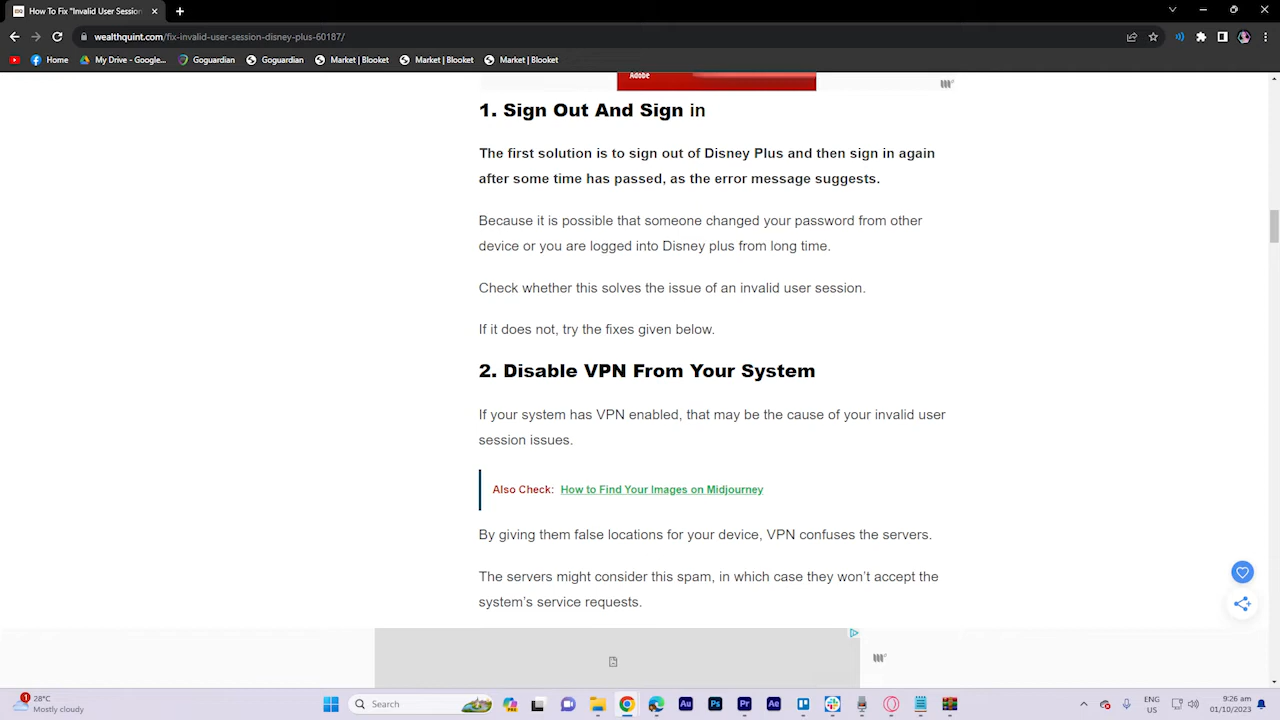 How To Fix "Invalid User Session
wealthquint.com/fix-invalid-user-session-disney-plus-60187/
Home
My Drive - Google...
Goguardian
Goguardian
Market | Blooket
Market | Blooket
Market | Blooket
Adobe
1. Sign Out And Sign in
The first solution is to sign out of Disney Plus and then sign in again
after some time has passed, as the error message suggests.
Because it is possible that someone changed your password from other
device or you are logged into Disney plus from long time.
Check whether this solves the issue of an invalid user session.
If it does not, try the fixes given below.
2. Disable VPN From Your System
If your system has VPN enabled, that may be the cause of your invalid user
session issues.
Also Check: How to Find Your Images on Midjourney
By giving them false locations for your device, VPN confuses the servers.
The servers might consider this spam, in which case they won't accept the
system's service requests.
1
28°C
Mostly cloudy
Search
Au
Ps
Pr
Ae
ENG
US
9:26 am
01/10/2023